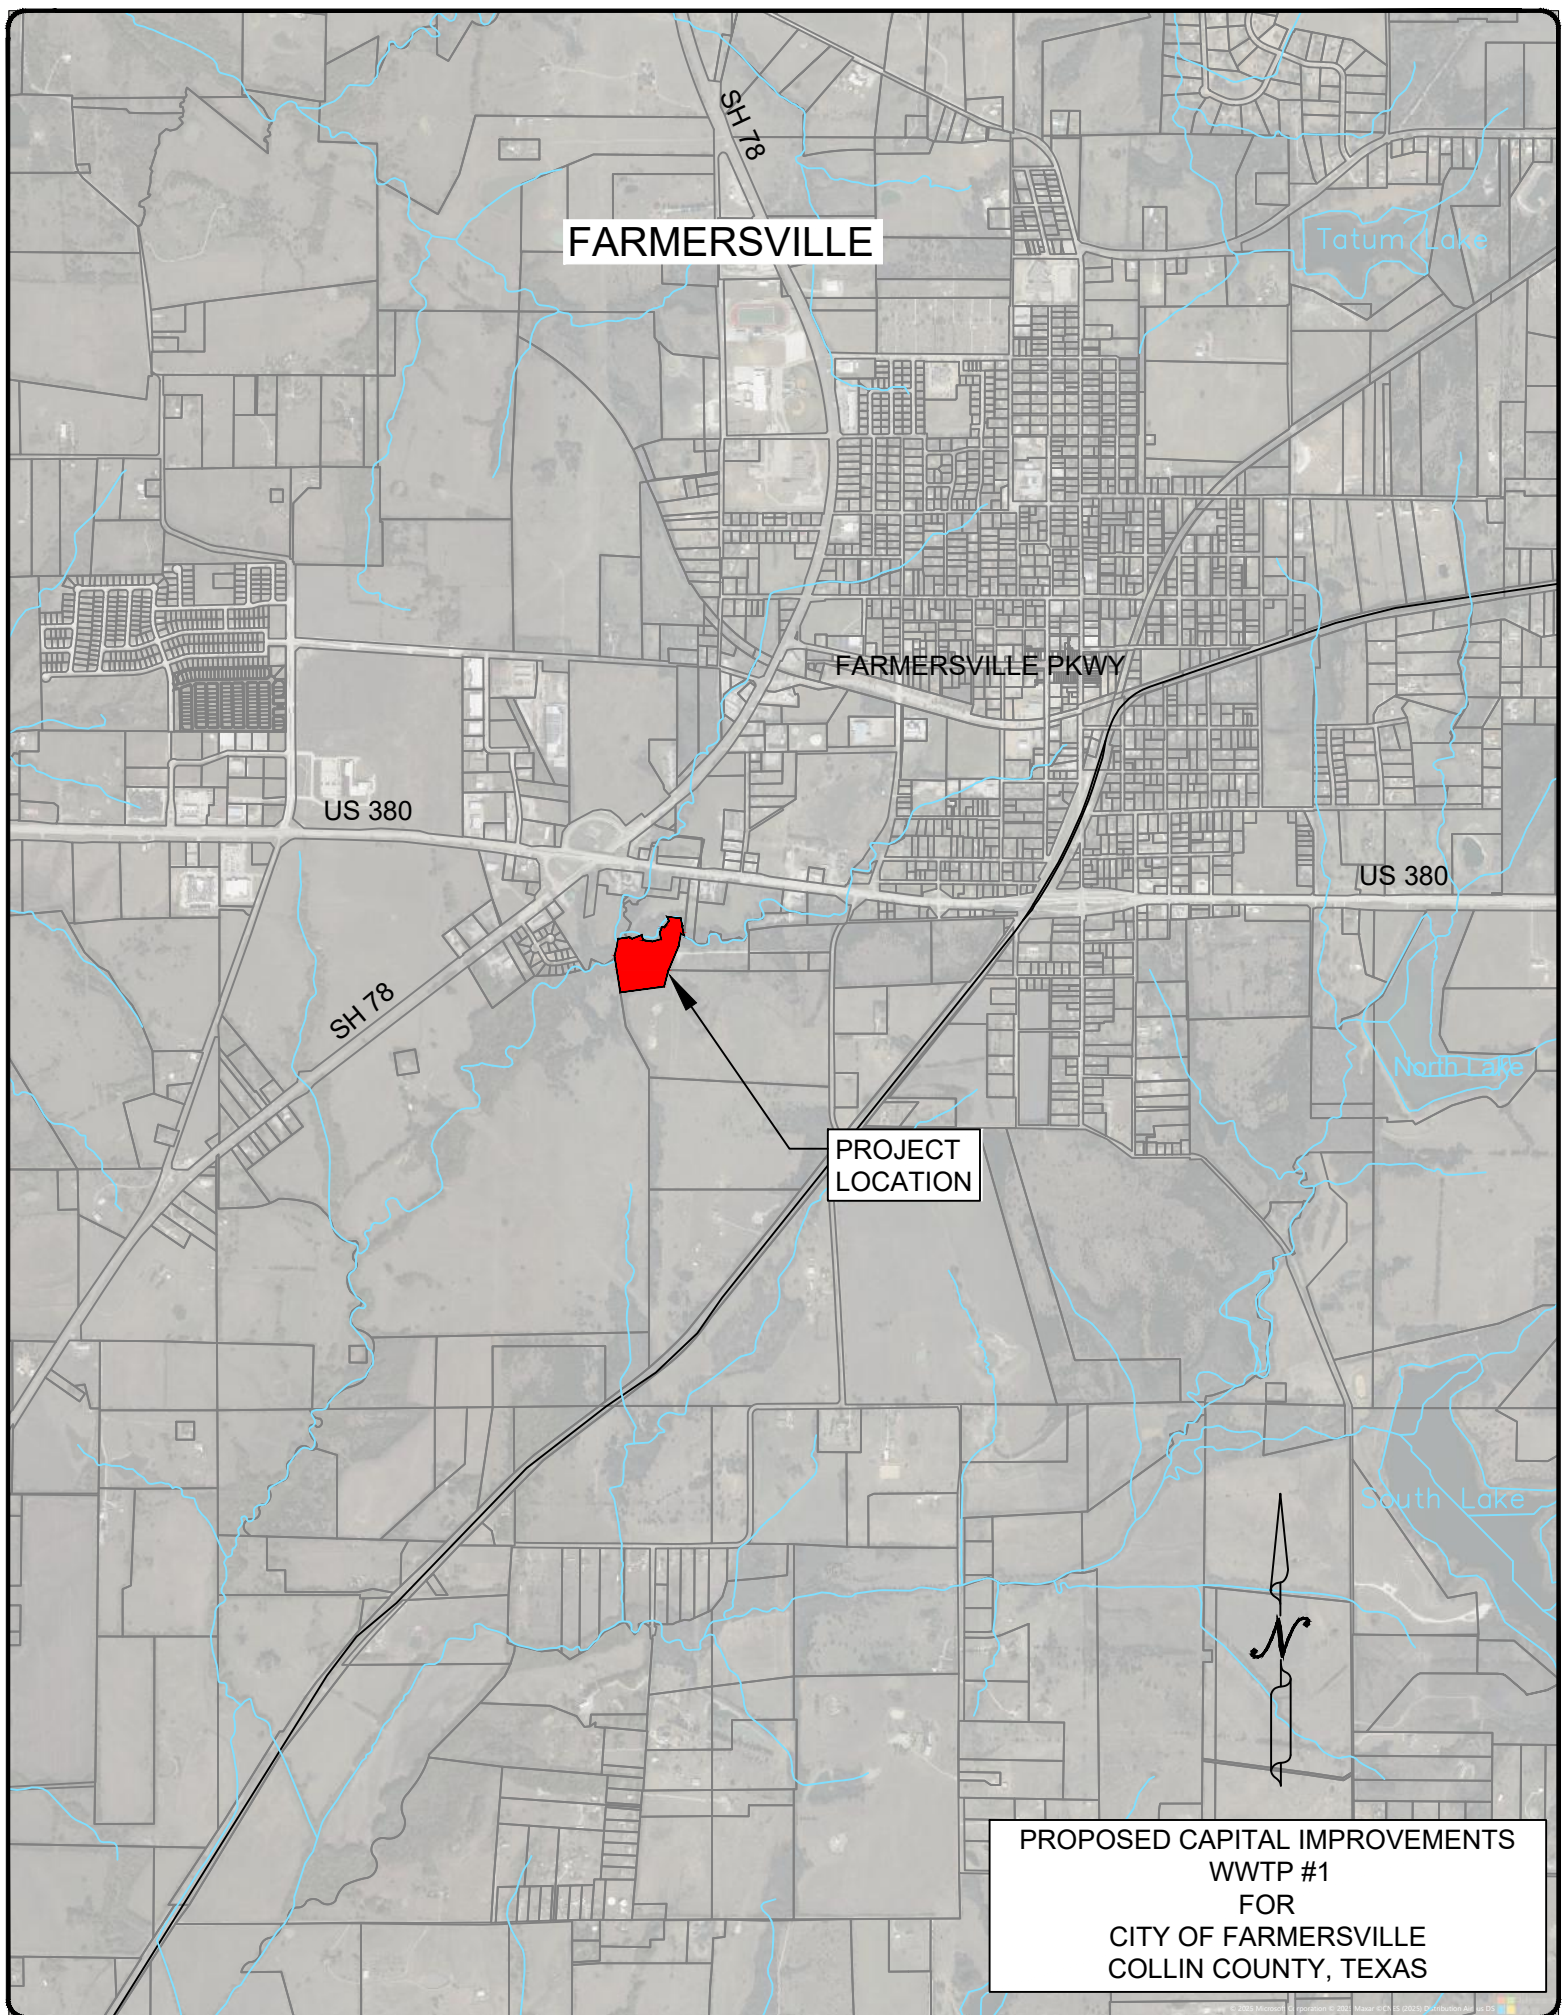 SH 78
FARMERSVILLE
Tatum Lake
FARMERSVILLE PKWY
US 380
US 380
SH 78
North Lake
PROJECT
LOCATION
South Lake
N
PROPOSED CAPITAL IMPROVEMENTS
WWTP #1
FOR
CITY OF FARMERSVILLE
COLLIN COUNTY, TEXAS